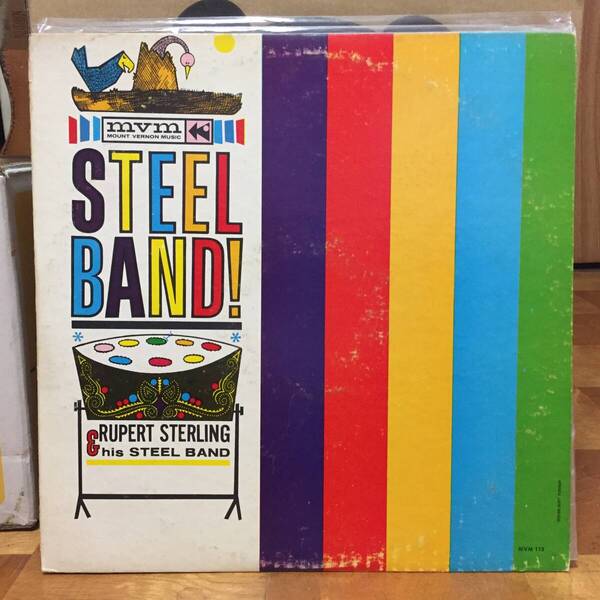 mvm
MOUNT VERNON MUSIC
STEEL
BAND!
RUPERT STERLING
& his STEEL BAND
MVM 113